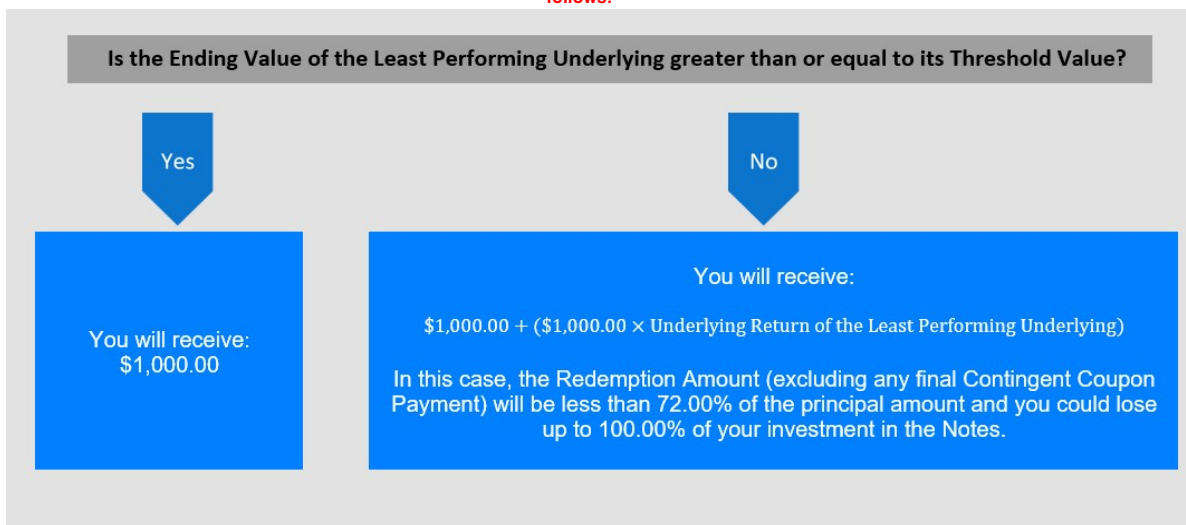 follows:
Is the Ending Value of the Least Performing Underlying greater than or equal to its Threshold Value?
Yes
No
You will receive:
$1,000.00
You will receive:
$1,000.00 + ($1,000.00 × Underlying Return of the Least Performing Underlying)
In this case, the Redemption Amount (excluding any final Contingent Coupon
Payment) will be less than 72.00% of the principal amount and you could lose
up to 100.00% of your investment in the Notes.